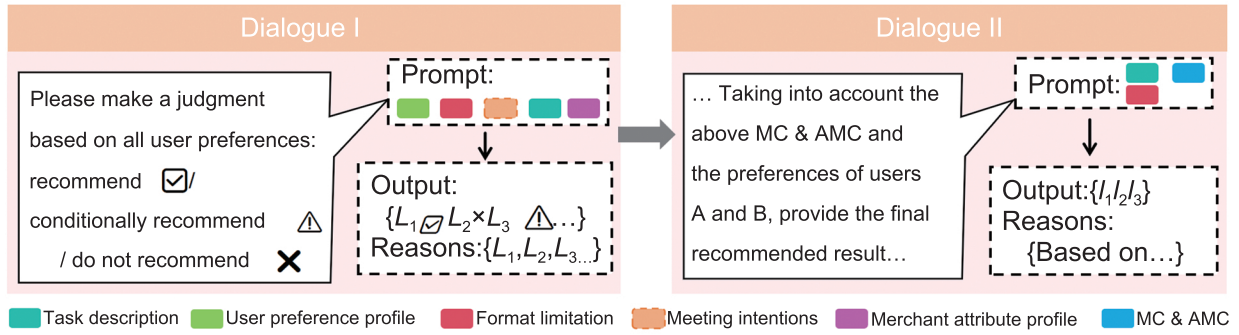 Dialogue I
Please make a judgment
based on all user preferences:
recommend ☑/
conditionally recommend ⚠
/ do not recommend ✕
Prompt:
Output:
{L₁☑ L₂×L₃ ⚠…}
Reasons:{L₁,L₂,L₃…}
Dialogue II
… Taking into account the
above MC & AMC and
the preferences of users
A and B, provide the final
recommended result…
Prompt:
Output:{I₁I₂I₃}
Reasons:
{Based on…}
Task description
User preference profile
Format limitation
Meeting intentions
Merchant attribute profile
MC & AMC